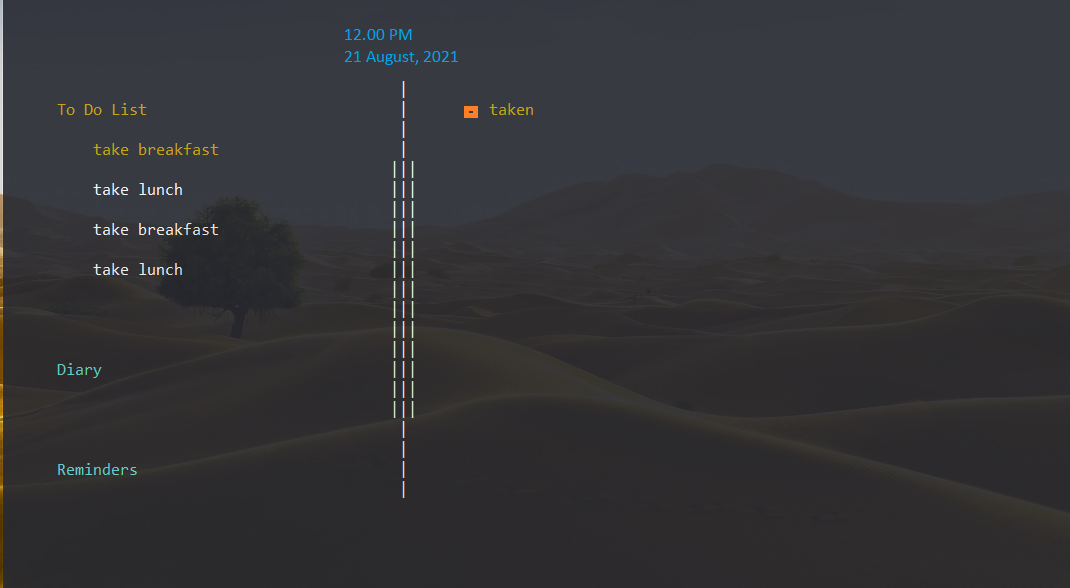 12.00 PM
21 August, 2021
To Do List
- taken
take breakfast
take lunch
take breakfast
take lunch
Diary
Reminders